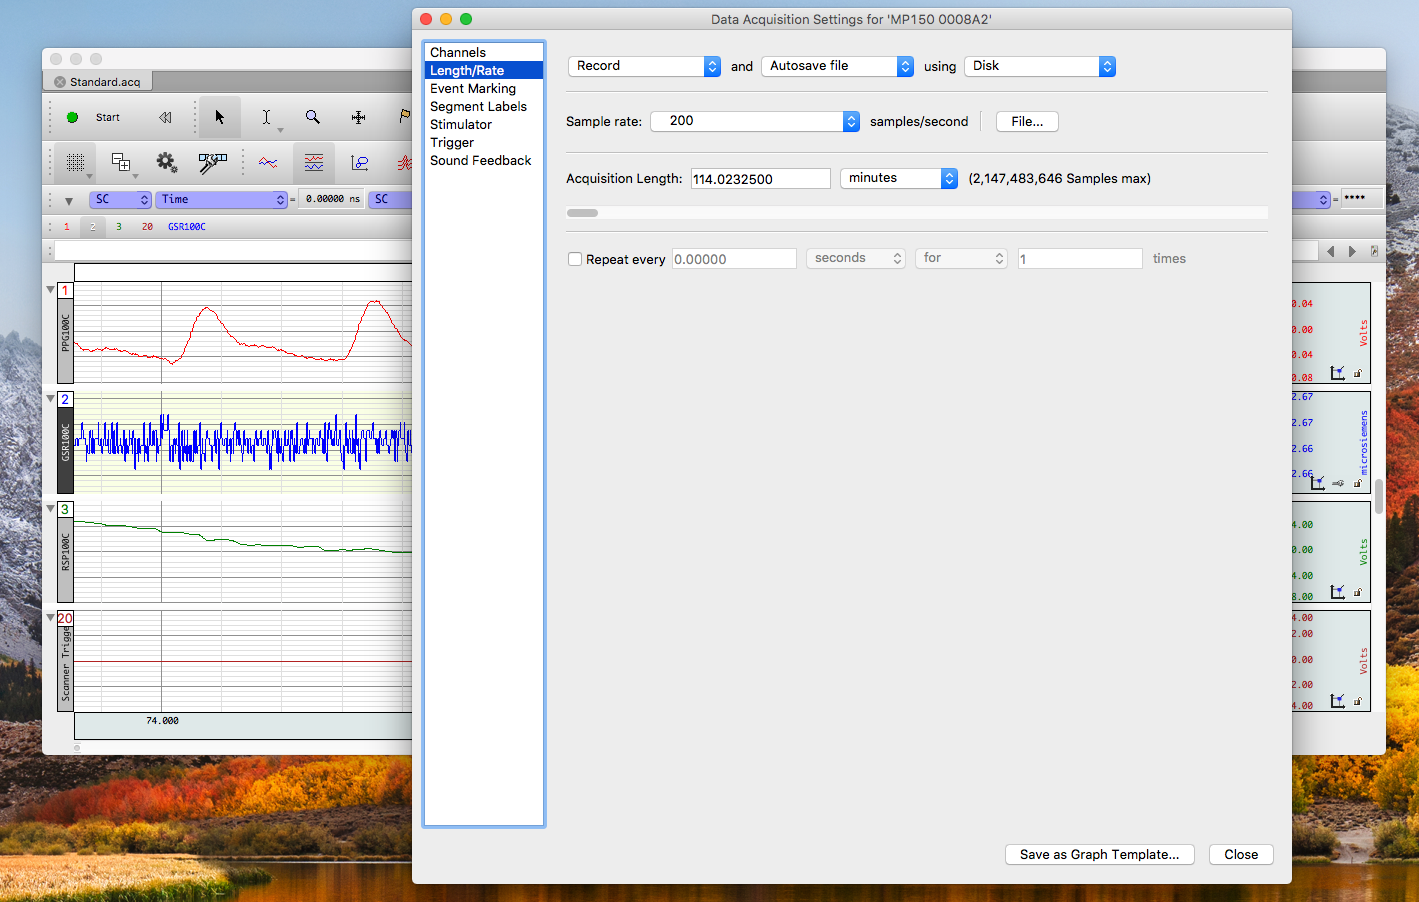 Data Acquisition Settings for 'MP150 0008A2'
Channels
Length/Rate
Event Marking
Segment Labels
Stimulator
Trigger
Sound Feedback
Record and Autosave file using Disk
Sample rate: 200 samples/second File...
Acquisition Length: 114.0232500 minutes (2,147,483,646 Samples max)
Repeat every 0.00000 seconds for 1 times
Save as Graph Template... Close
Standard.acq
Start
SC Time = 0.00000 ns SC = ****
1 2 3 20 GSR100C
1
PPG100C
0.04
0.00
0.04
0.08
Volts
2
GSR100C
2.67
2.67
2.66
2.66
microsiemens
3
RSP100C
4.00
0.00
4.00
8.00
Volts
20
Scanner Trigge
4.00
2.00
0.00
2.00
4.00
Volts
74.000